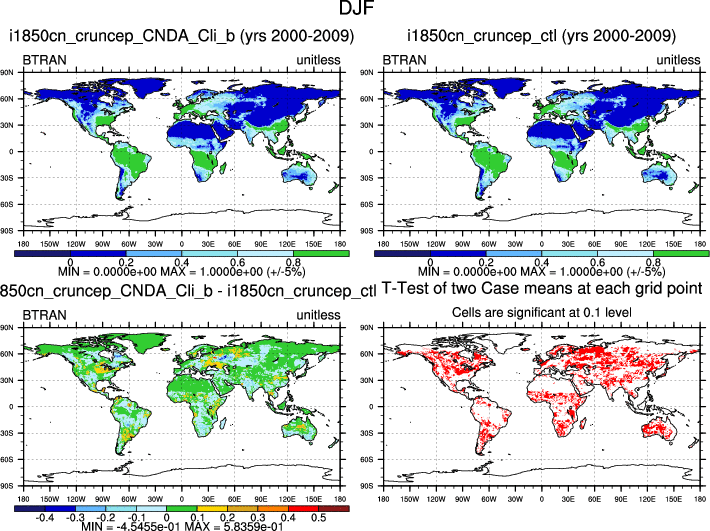 DJF
i1850cn_cruncep_CNDA_Cli_b (yrs 2000-2009)
BTRAN unitless
90N
60N
30N
0
30S
60S
90S
180 150W 120W 90W 60W 30W 0 30E 60E 90E 120E 150E 180
0 0.2 0.4 0.6 0.8
MIN = 0.0000e+00 MAX = 1.0000e+00 (+/-5%)
i1850cn_cruncep_ctl (yrs 2000-2009)
BTRAN unitless
90N
60N
30N
0
30S
60S
90S
180 150W 120W 90W 60W 30W 0 30E 60E 90E 120E 150E 180
0 0.2 0.4 0.6 0.8
MIN = 0.0000e+00 MAX = 1.0000e+00 (+/-5%)
850cn_cruncep_CNDA_Cli_b - i1850cn_cruncep_ctl
BTRAN unitless
90N
60N
30N
0
30S
60S
90S
180 150W 120W 90W 60W 30W 0 30E 60E 90E 120E 150E 180
-0.4 -0.3 -0.2 -0.1 0 0.1 0.2 0.3 0.4 0.5
MIN = -4.5455e-01 MAX = 5.8359e-01
T-Test of two Case means at each grid point
Cells are significant at 0.1 level
90N
60N
30N
0
30S
60S
90S
180 150W 120W 90W 60W 30W 0 30E 60E 90E 120E 150E 180